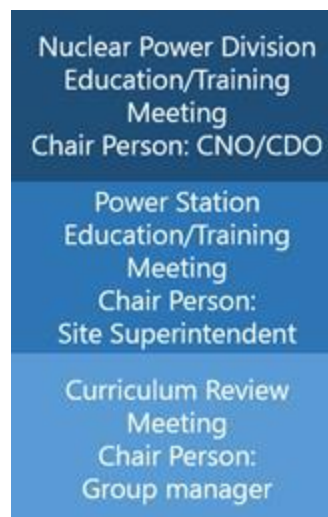 Nuclear Power Division
Education/Training
Meeting
Chair Person: CNO/CDO
Power Station
Education/Training
Meeting
Chair Person:
Site Superintendent
Curriculum Review
Meeting
Chair Person:
Group manager